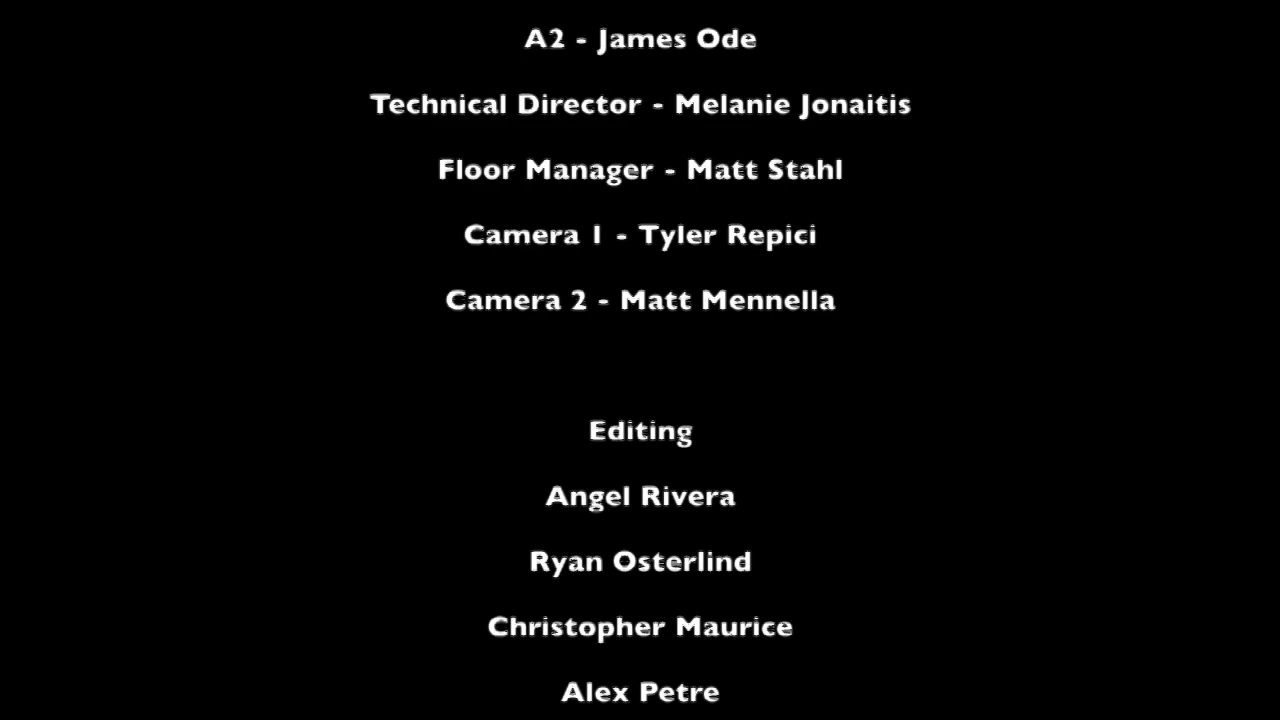 A2 - James Ode
Technical Director - Melanie Jonaitis
Floor Manager - Matt Stahl
Camera 1 - Tyler Repici
Camera 2 - Matt Mennella
Editing
Angel Rivera
Ryan Osterlind
Christopher Maurice
Alex Petre